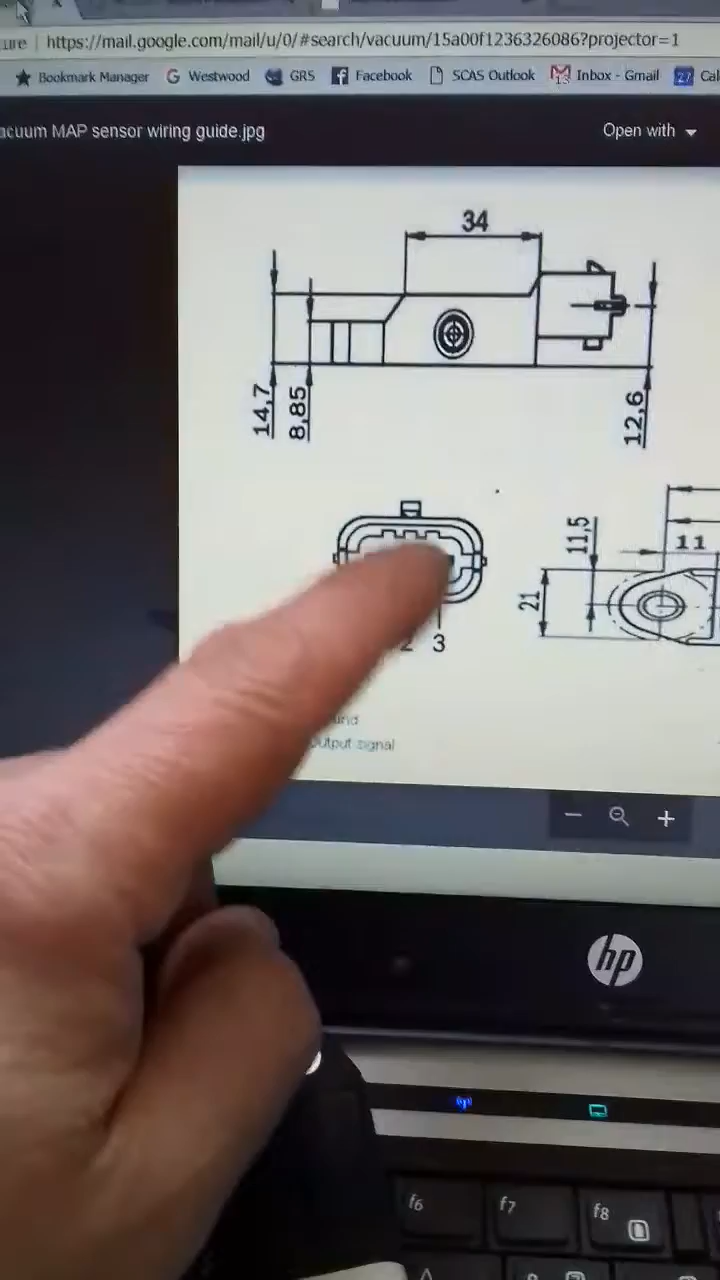 https://mail.google.com/mail/u/0/#search/vacuum/15a00f1236326086?projector=1
Bookmark Manager
Westwood
GRS
Facebook
SCAS Outlook
Inbox - Gmail
27
MAP sensor wiring guide.jpg
Open with
34
14,7
8,85
12,6
11,5
11
21
2 3
output signal
hp
f6
f7
f8